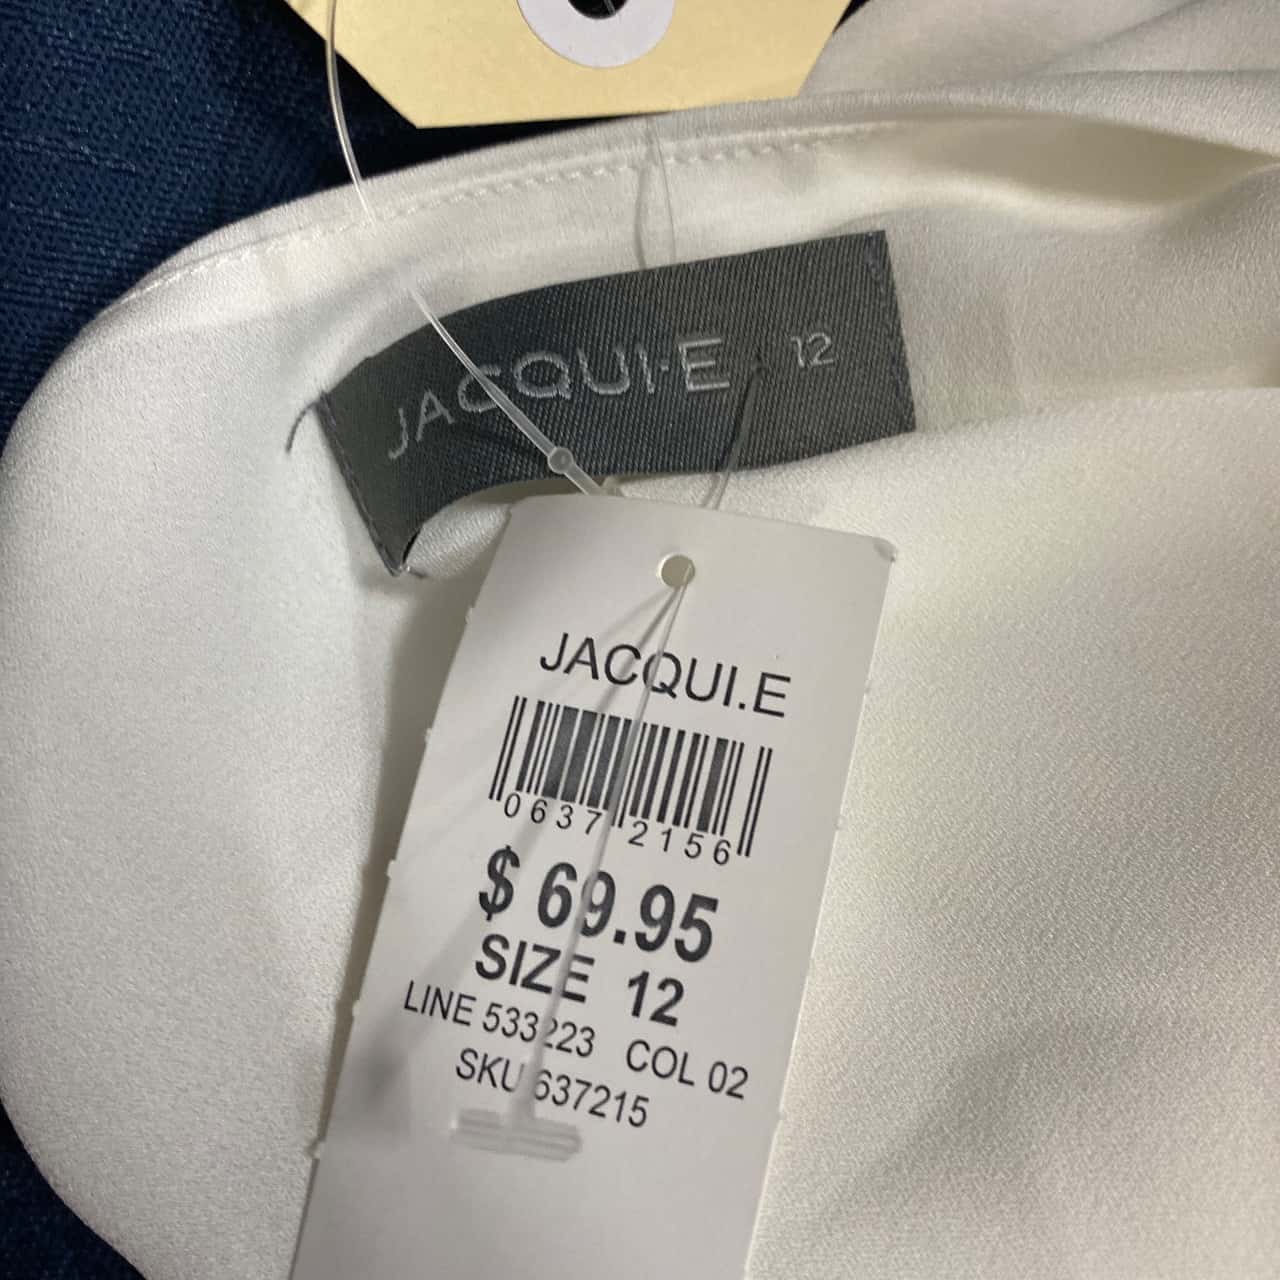 JACQUI·E 12
JACQUI.E
0637 2156
$ 69.95
SIZE 12
LINE 533223 COL 02
SKU 637215